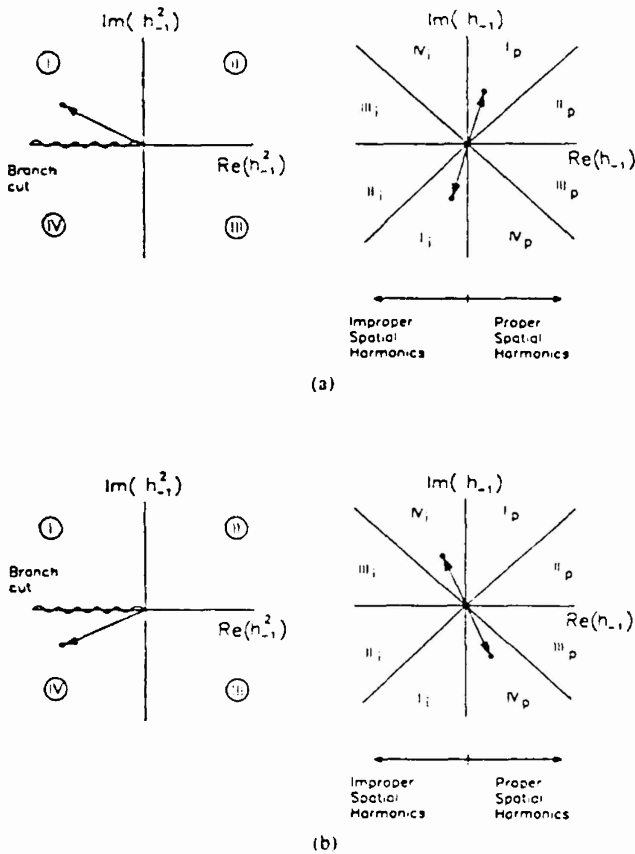 Im( h²₋₁)
I
II
Branch cut
Re(h²₋₁)
IV
III
Im( h₋₁)
IVᵢ
Iₚ
IIIᵢ
IIₚ
Re(h₋₁)
IIᵢ
IIIₚ
Iᵢ
IVₚ
Improper
Spatial
Harmonics
Proper
Spatial
Harmonics
(a)
Im( h²₋₁)
I
II
Branch
cut
Re(h²₋₁)
IV
III
Im( h₋₁)
IVᵢ
Iₚ
IIIᵢ
IIₚ
Re(h₋₁)
IIᵢ
IIIₚ
Iᵢ
IVₚ
Improper
Spatial
Harmonics
Proper
Spatial
Harmonics
(b)